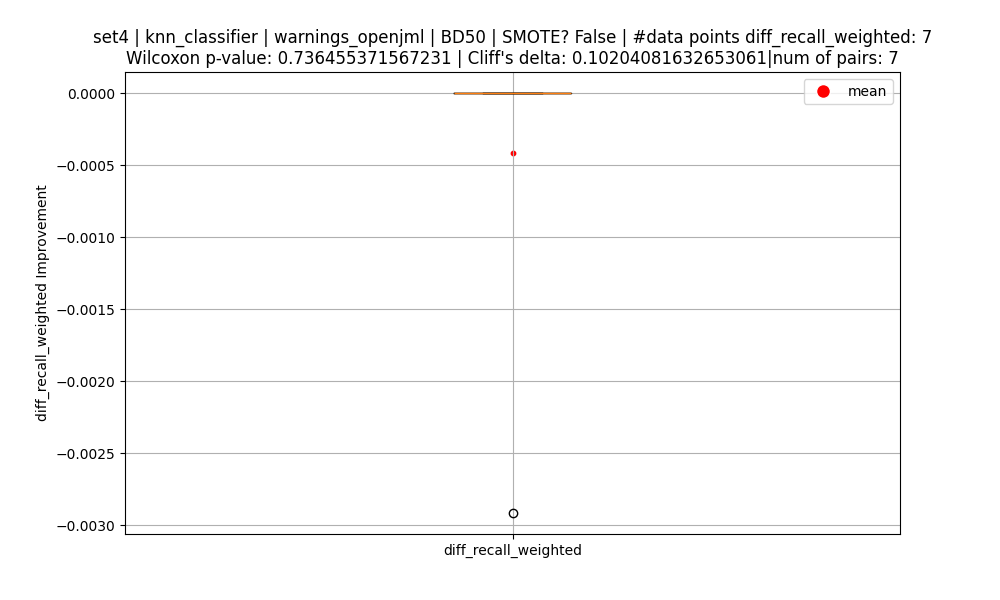 set4 | knn_classifier | warnings_openjml | BD50 | SMOTE? False | #data points diff_recall_weighted: 7
Wilcoxon p-value: 0.736455371567231 | Cliff's delta: 0.10204081632653061|num of pairs: 7
mean
0.0000
−0.0005
−0.0010
−0.0015
−0.0020
−0.0025
−0.0030
diff_recall_weighted Improvement
diff_recall_weighted